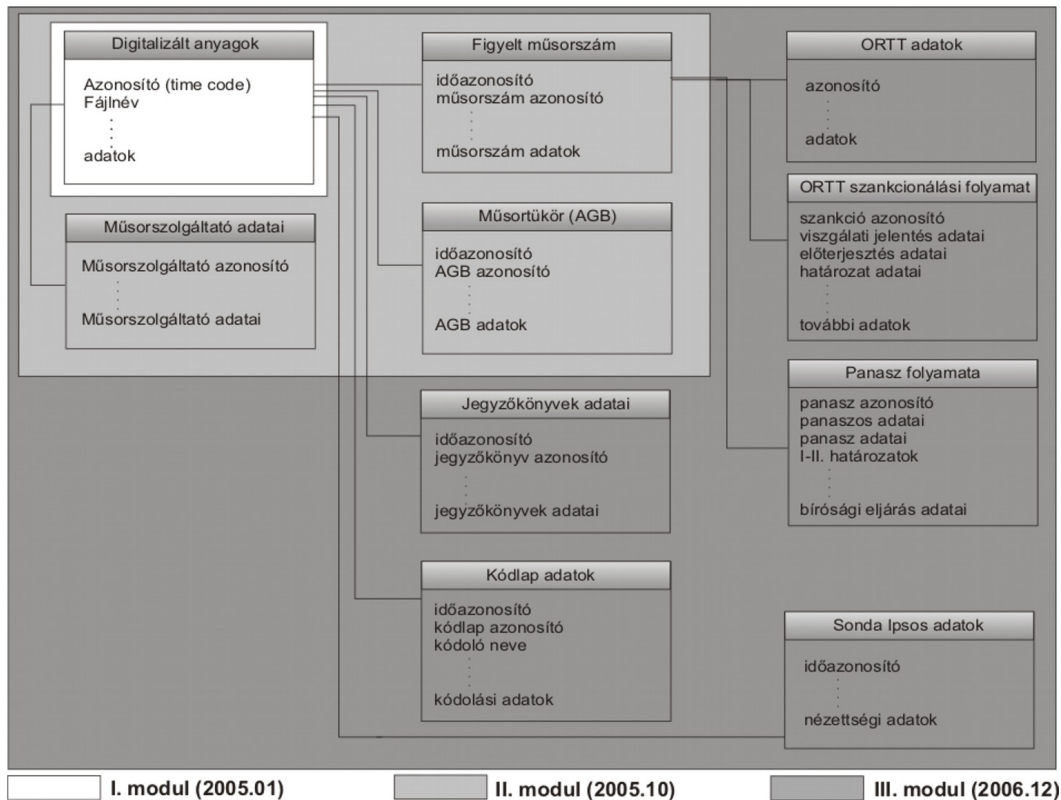 Digitalizált anyagok
Azonosító (time code)
Fájlnév
adatok
Műsorszolgáltató adatai
Műsorszolgáltató azonosító
Műsorszolgáltató adatai
Figyelt műsorszám
időazonosító
műsorszám azonosító
műsorszám adatok
Műsortükör (AGB)
időazonosító
AGB azonosító
AGB adatok
Jegyzőkönyvek adatai
időazonosító
jegyzőkönyv azonosító
jegyzőkönyvek adatai
Kódlap adatok
időazonosító
kódlap azonosító
kódoló neve
kódolási adatok
ORTT adatok
azonosító
adatok
ORTT szankcionálási folyamat
szankció azonosító
viszgálati jelentés adatai
előterjesztés adatai
határozat adatai
további adatok
Panasz folyamata
panasz azonosító
panaszos adatai
panasz adatai
I-II. határozatok
bírósági eljárás adatai
Sonda Ipsos adatok
időazonosító
nézettségi adatok
I. modul (2005.01)
II. modul (2005.10)
III. modul (2006.12)